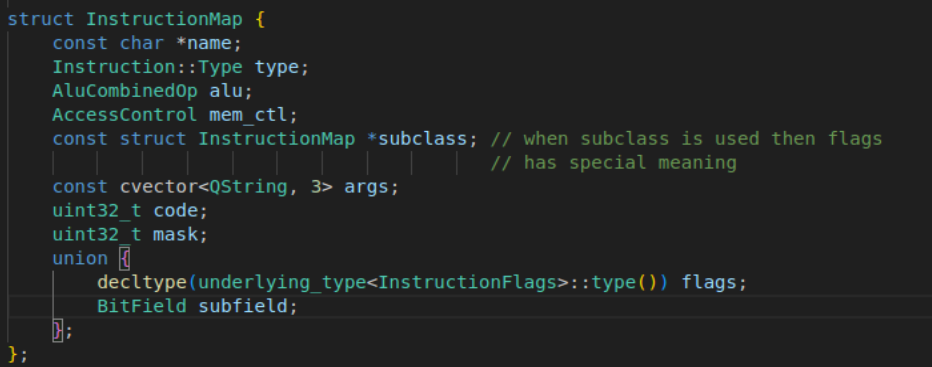 struct InstructionMap {
    const char *name;
    Instruction::Type type;
    AluCombinedOp alu;
    AccessControl mem_ctl;
    const struct InstructionMap *subclass; // when subclass is used then flags
                                           // has special meaning
    const cvector<QString, 3> args;
    uint32_t code;
    uint32_t mask;
    union {
        decltype(underlying_type<InstructionFlags>::type()) flags;
        BitField subfield;
    };
};